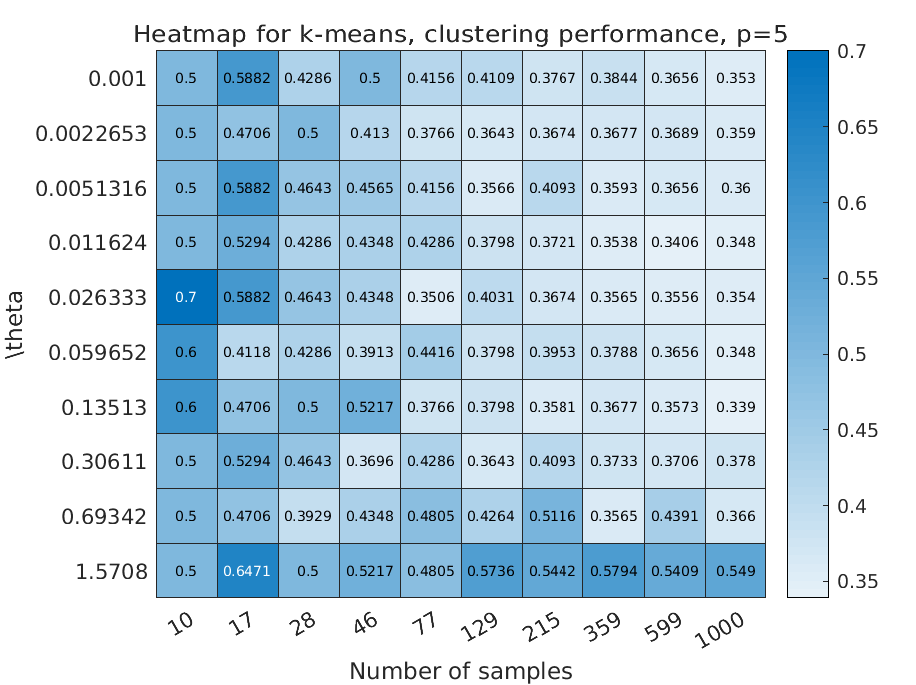 Heatmap for k-means, clustering performance, p=5
0.001 0.5 0.5882 0.4286 0.5 0.4156 0.4109 0.3767 0.3844 0.3656 0.353
0.0022653 0.5 0.4706 0.5 0.413 0.3766 0.3643 0.3674 0.3677 0.3689 0.359
0.0051316 0.5 0.5882 0.4643 0.4565 0.4156 0.3566 0.4093 0.3593 0.3656 0.36
0.011624 0.5 0.5294 0.4286 0.4348 0.4286 0.3798 0.3721 0.3538 0.3406 0.348
0.026333 0.7 0.5882 0.4643 0.4348 0.3506 0.4031 0.3674 0.3565 0.3556 0.354
0.059652 0.6 0.4118 0.4286 0.3913 0.4416 0.3798 0.3953 0.3788 0.3656 0.348
0.13513 0.6 0.4706 0.5 0.5217 0.3766 0.3798 0.3581 0.3677 0.3573 0.339
0.30611 0.5 0.5294 0.4643 0.3696 0.4286 0.3643 0.4093 0.3733 0.3706 0.378
0.69342 0.5 0.4706 0.3929 0.4348 0.4805 0.4264 0.5116 0.3565 0.4391 0.366
1.5708 0.5 0.6471 0.5 0.5217 0.4805 0.5736 0.5442 0.5794 0.5409 0.549
10 17 28 46 77 129 215 359 599 1000
Number of samples
\theta
0.7
0.65
0.6
0.55
0.5
0.45
0.4
0.35